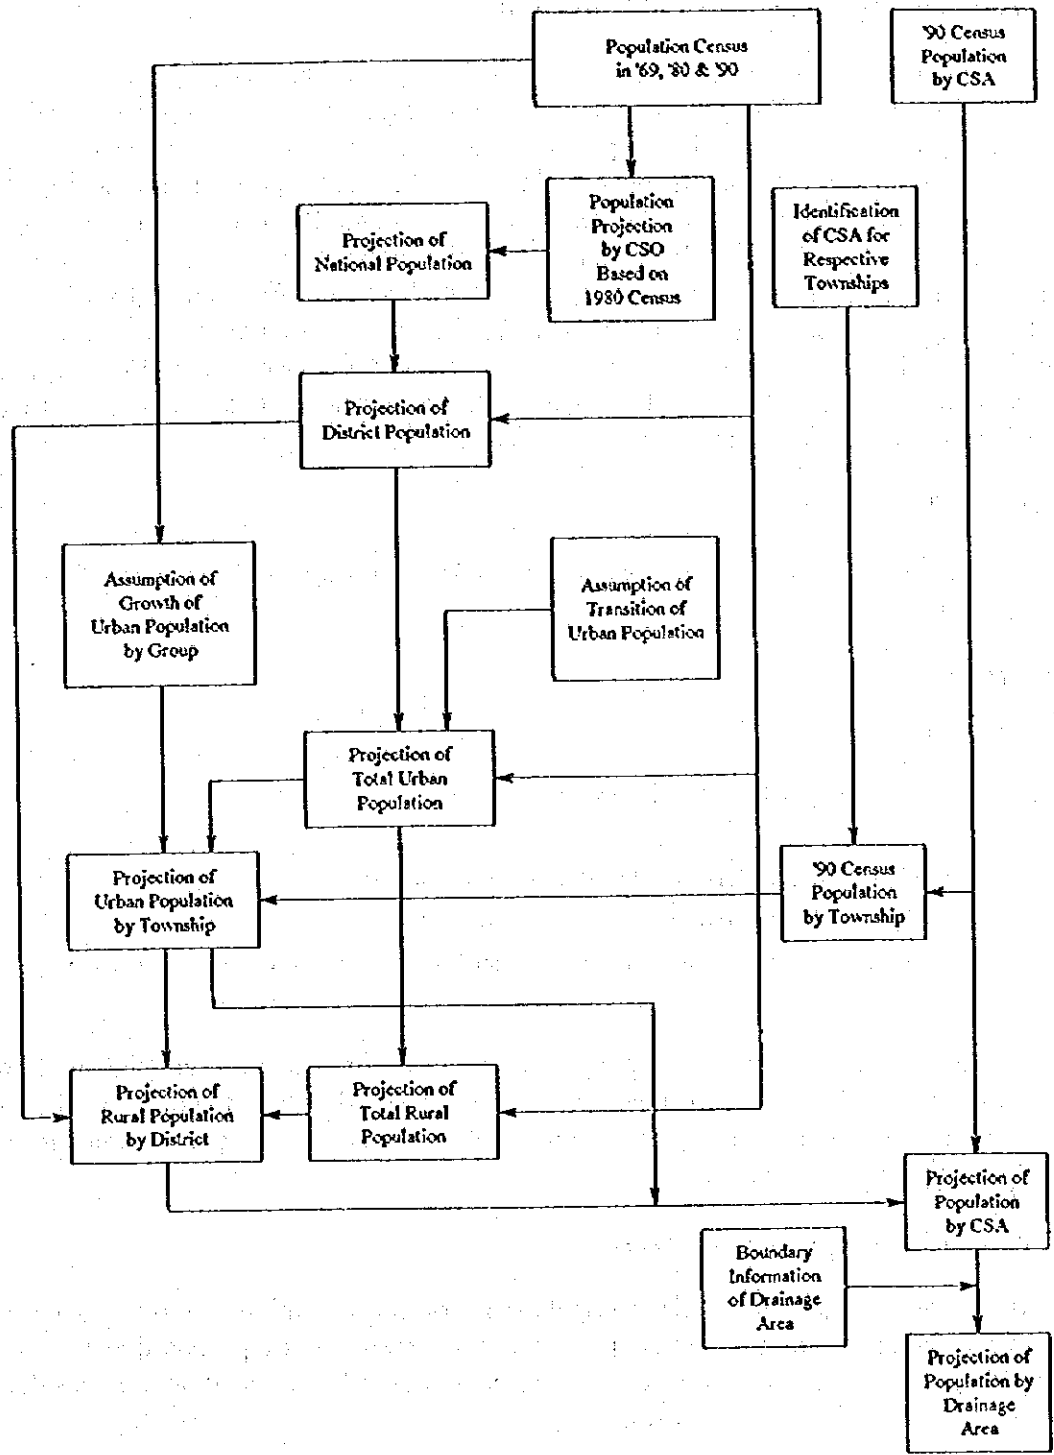 Population Census
in '69, '80 & '90
'90 Census
Population
by CSA
Population
Projection
by CSO
Based on
1980 Census
Identification
of CSA for
Respective
Townships
Projection of
National Population
Projection of
District Population
Assumption of
Growth of
Urban Population
by Group
Assumption of
Transition of
Urban Population
Projection of
Total Urban
Population
Projection of
Urban Population
by Township
'90 Census
Population
by Township
Projection of
Rural Population
by District
Projection of
Total Rural
Population
Projection of
Population
by CSA
Boundary
Information
of Drainage
Area
Projection of
Population by
Drainage
Area